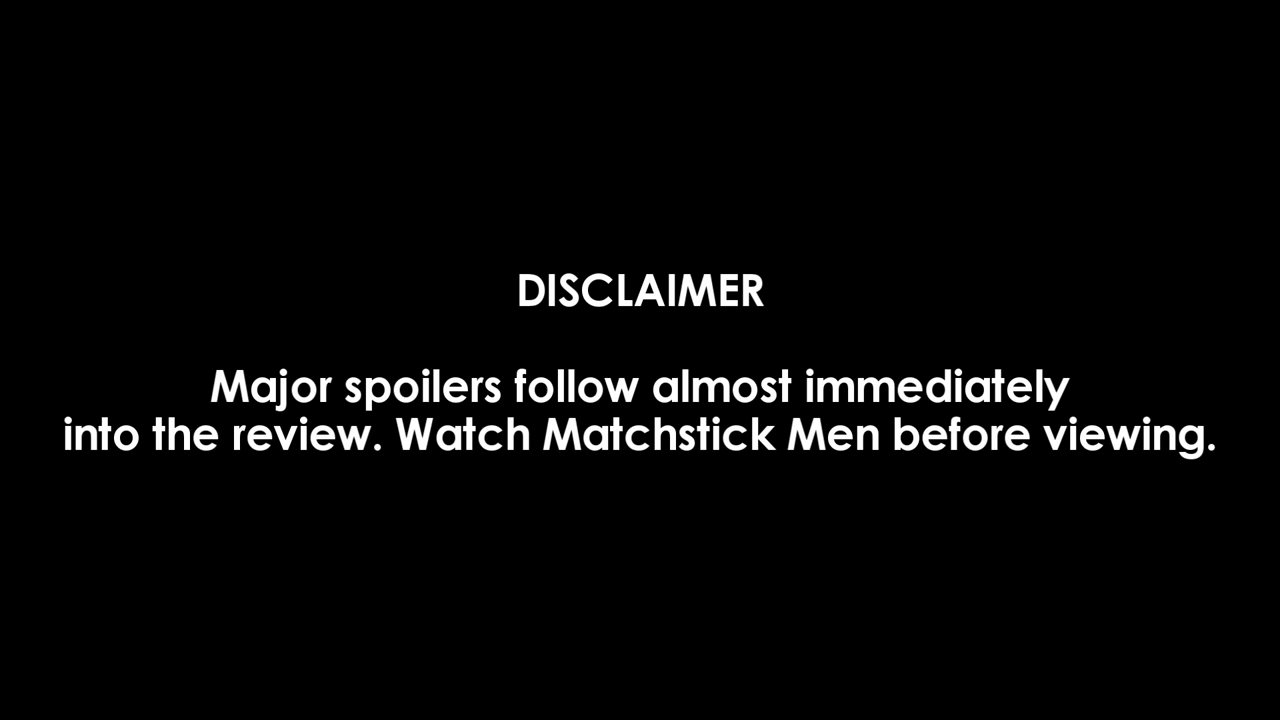 DISCLAIMER
Major spoilers follow almost immediately
into the review. Watch Matchstick Men before viewing.